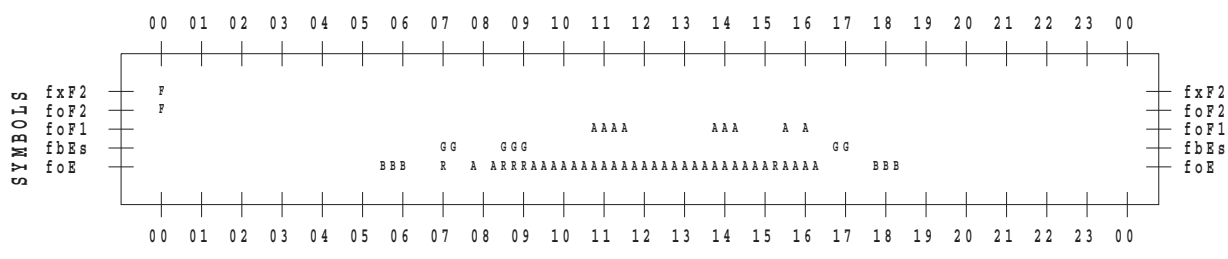 00 01 02 03 04 05 06 07 08 09 10 11 12 13 14 15 16 17 18 19 20 21 22 23 00
SYMBOLS
fxF2 F fxF2
foF2 F foF2
foF1 AAAA AAA A A foF1
fbEs GG GGG GG fbEs
foE BBB R A ARRRAAAAAAAAAAAAAAAAAAAAAAAARAAAA BBB foE
00 01 02 03 04 05 06 07 08 09 10 11 12 13 14 15 16 17 18 19 20 21 22 23 00